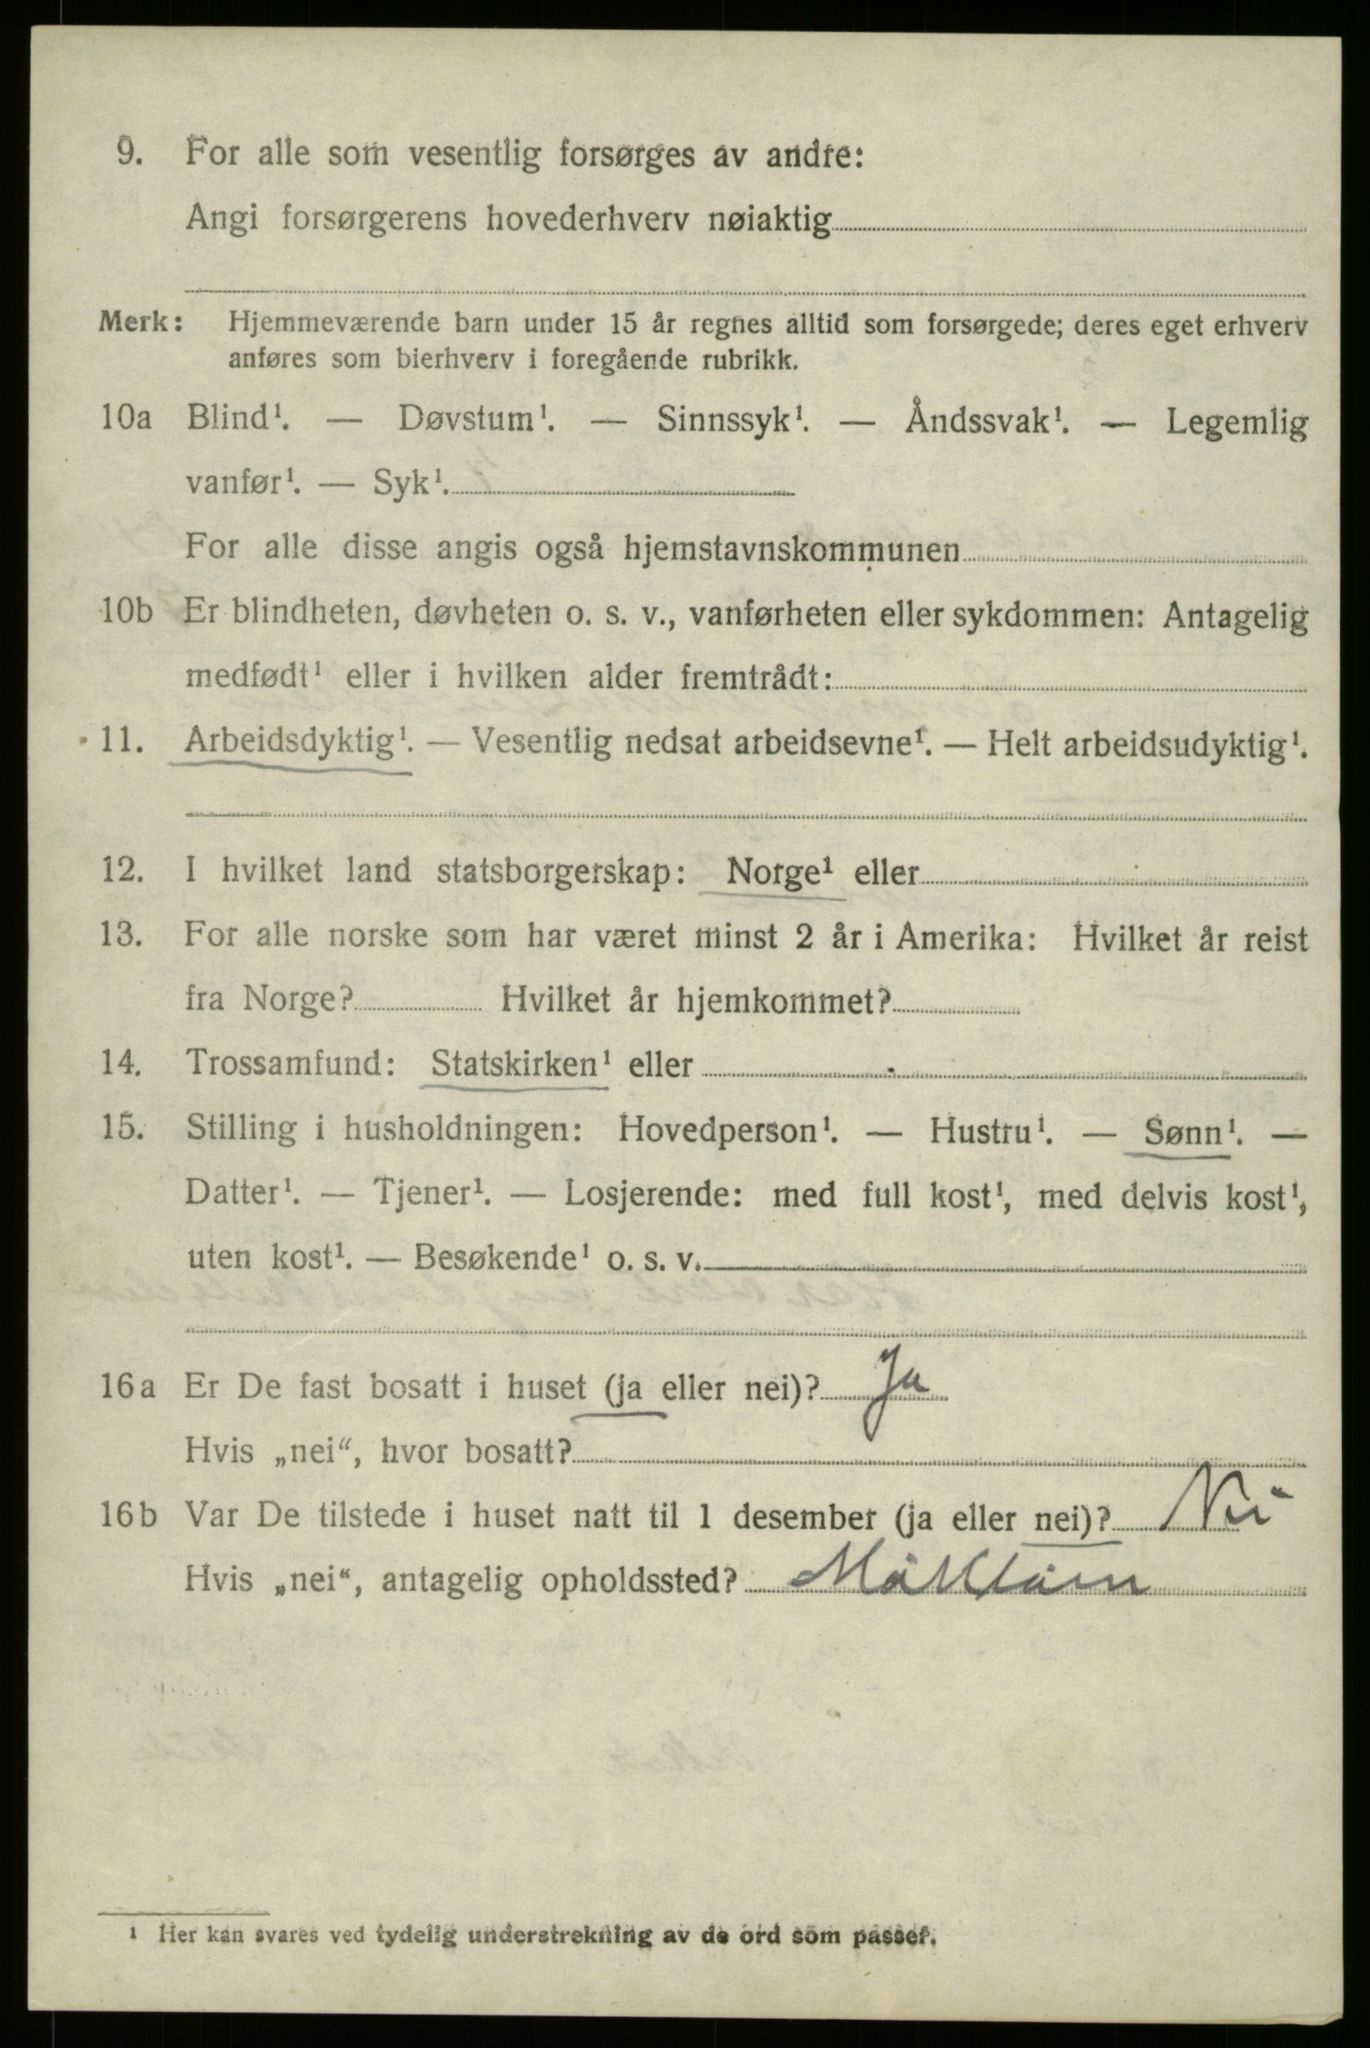 9. For alle som vesentlig forsørges av andre:
Angi forsørgerens hovederhverv nøiaktig
Merk: Hjemmeværende barn under 15 år regnes alltid som forsørgede; deres eget erhverv
anføres som bierhverv i foregående rubrikk.
10a Blind¹. — Døvstum¹. — Sinnssyk¹. — Åndssvak¹. — Legemlig
vanfør¹. — Syk¹.
For alle disse angis også hjemstavnskommunen
10b Er blindheten, døvheten o. s. v., vanførheten eller sykdommen: Antagelig
medfødt¹ eller i hvilken alder fremtrådt:
11. Arbeidsdyktig¹. — Vesentlig nedsat arbeidsevne¹. — Helt arbeidsudyktig¹.
12. I hvilket land statsborgerskap: Norge¹ eller
13. For alle norske som har været minst 2 år i Amerika: Hvilket år reist
fra Norge? Hvilket år hjemkommet?
14. Trossamfund: Statskirken¹ eller
15. Stilling i husholdningen: Hovedperson¹. — Hustru¹. — Sønn¹. —
Datter¹. — Tjener¹. — Losjerende: med full kost¹, med delvis kost¹,
uten kost¹. — Besøkende¹ o. s. v.
16a Er De fast bosatt i huset (ja eller nei)? Ja
Hvis „nei“, hvor bosatt?
16b Var De tilstede i huset natt til 1 desember (ja eller nei)? Nei
Hvis „nei“, antagelig opholdssted?
¹ Her kan svares ved tydelig understrekning av de ord som passer.